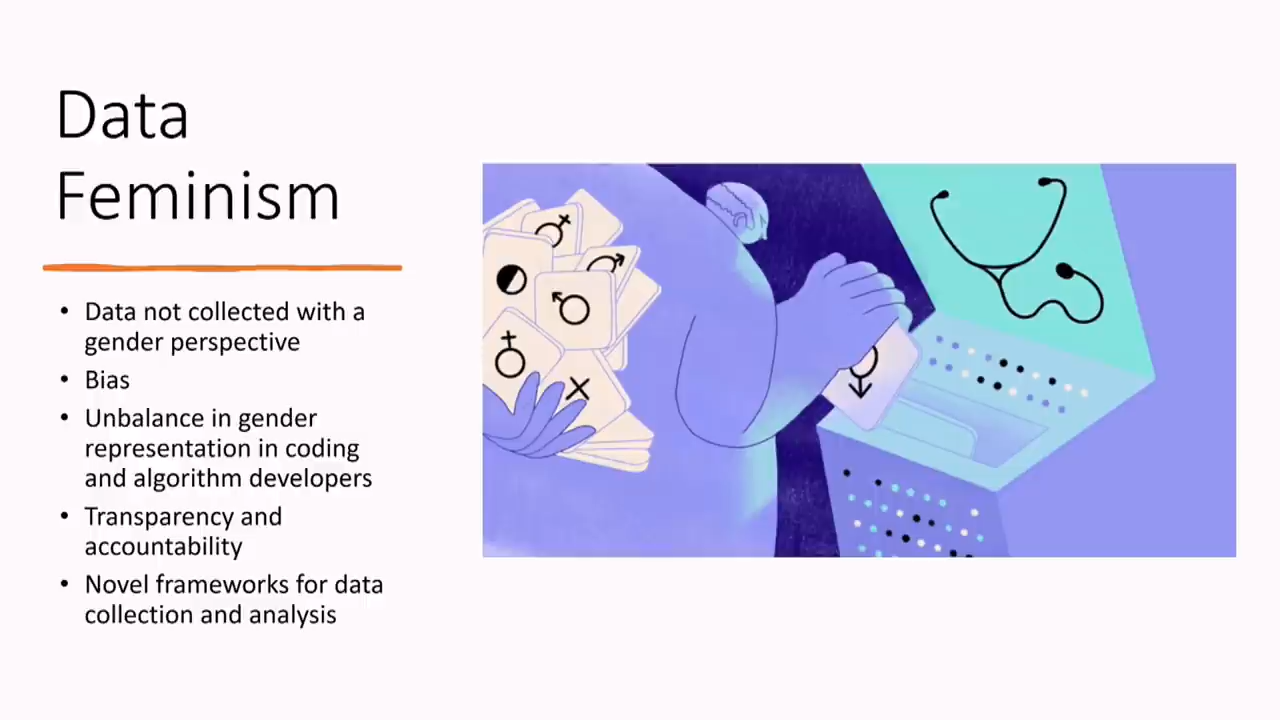 Data
Feminism
• Data not collected with a
gender perspective
• Bias
• Unbalance in gender
representation in coding
and algorithm developers
• Transparency and
accountability
• Novel frameworks for data
collection and analysis